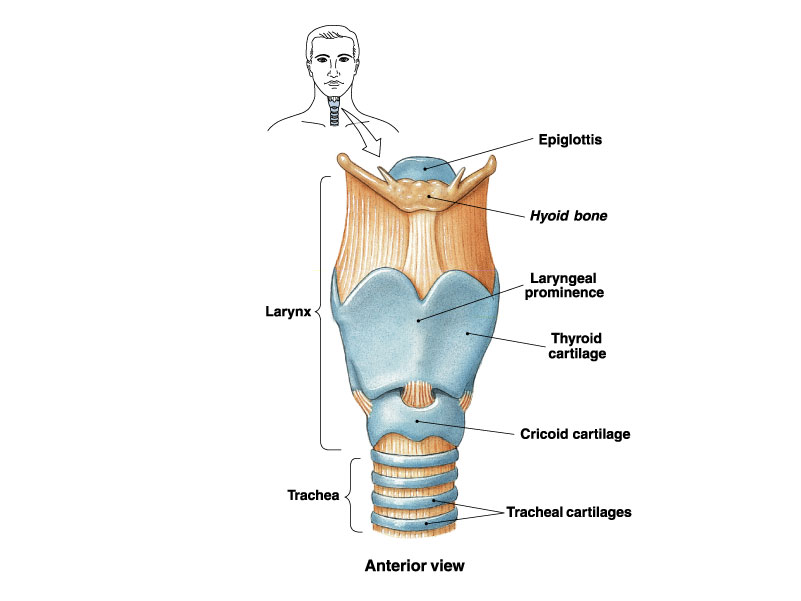 Epiglottis
Hyoid bone
Laryngeal
prominence
Larynx
Thyroid
cartilage
Cricoid cartilage
Trachea
Tracheal cartilages
Anterior view